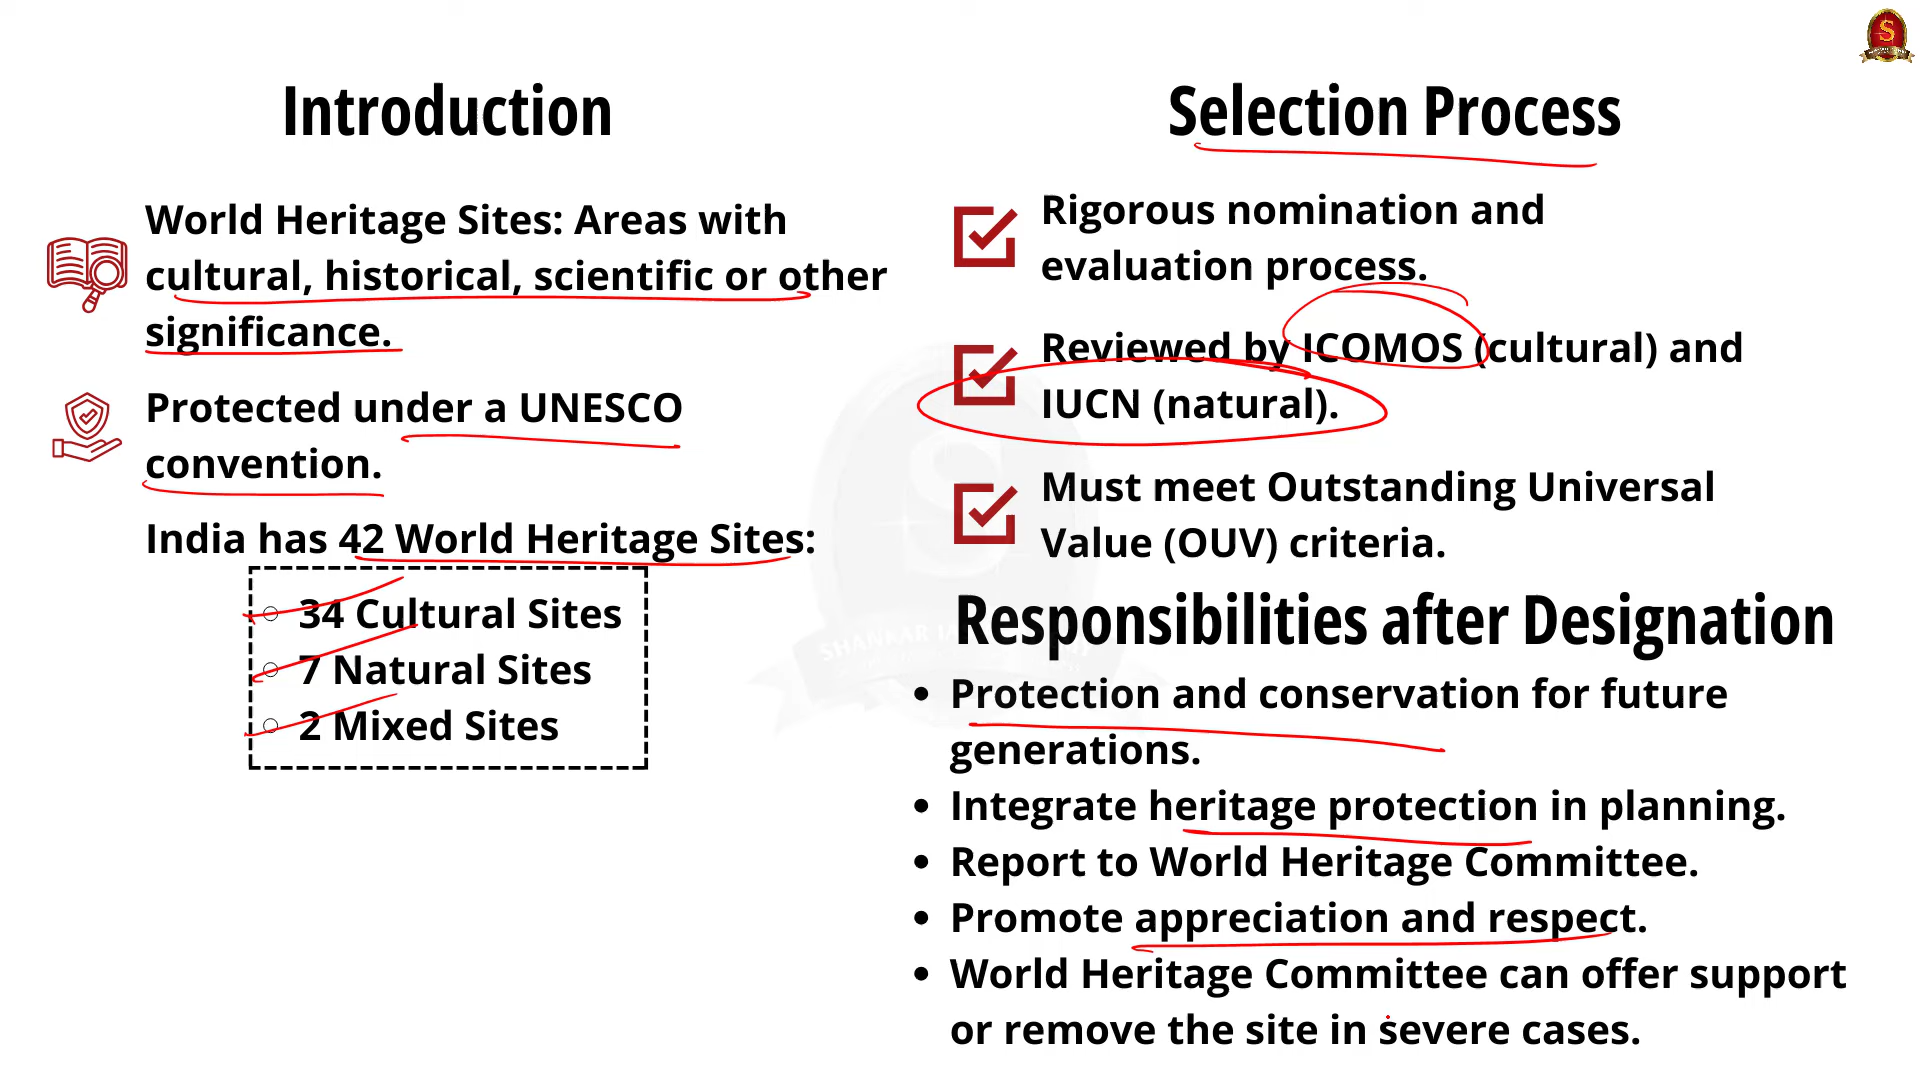 Introduction
World Heritage Sites: Areas with
cultural, historical, scientific or other
significance.
Protected under a UNESCO
convention.
India has 42 World Heritage Sites:
34 Cultural Sites
7 Natural Sites
2 Mixed Sites
Selection Process
Rigorous nomination and
evaluation process.
Reviewed by ICOMOS (cultural) and
IUCN (natural).
Must meet Outstanding Universal
Value (OUV) criteria.
Responsibilities after Designation
• Protection and conservation for future
generations.
• Integrate heritage protection in planning.
• Report to World Heritage Committee.
• Promote appreciation and respect.
• World Heritage Committee can offer support
or remove the site in severe cases.
S
SHANKAR IA